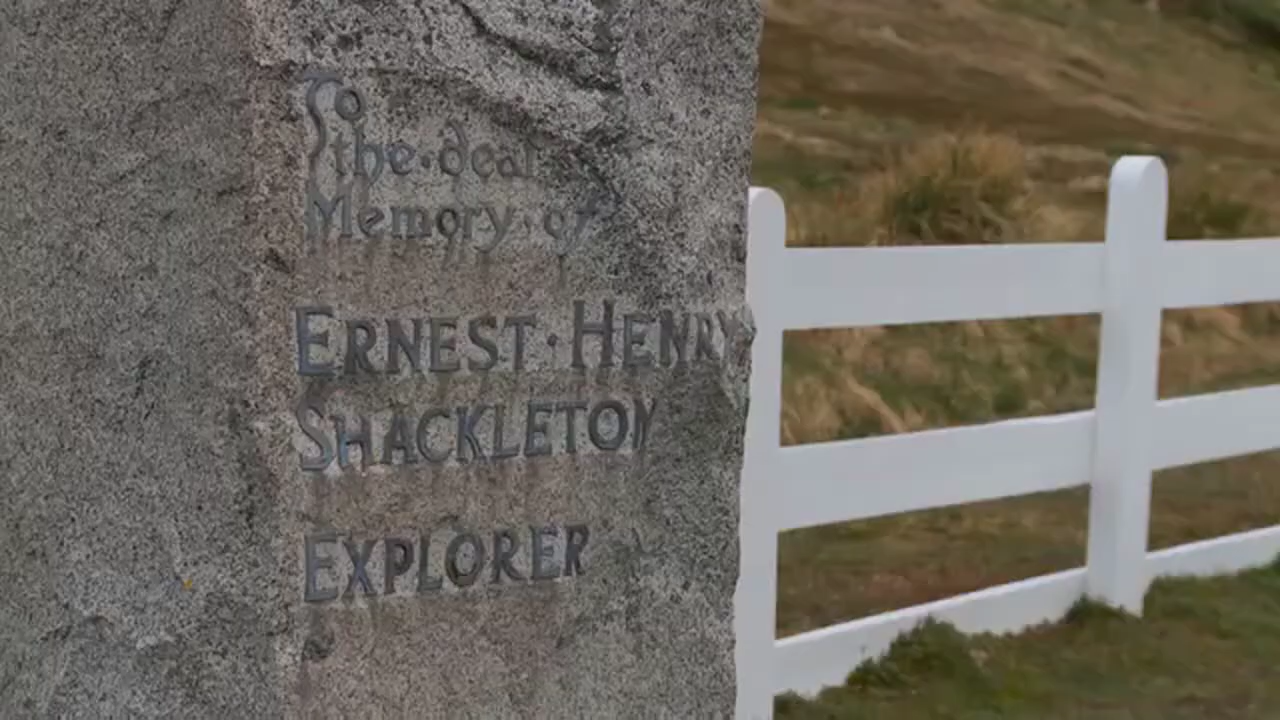 To
the·dear
Memory·of
ERNEST·HENRY
SHACKLETON
EXPLORER